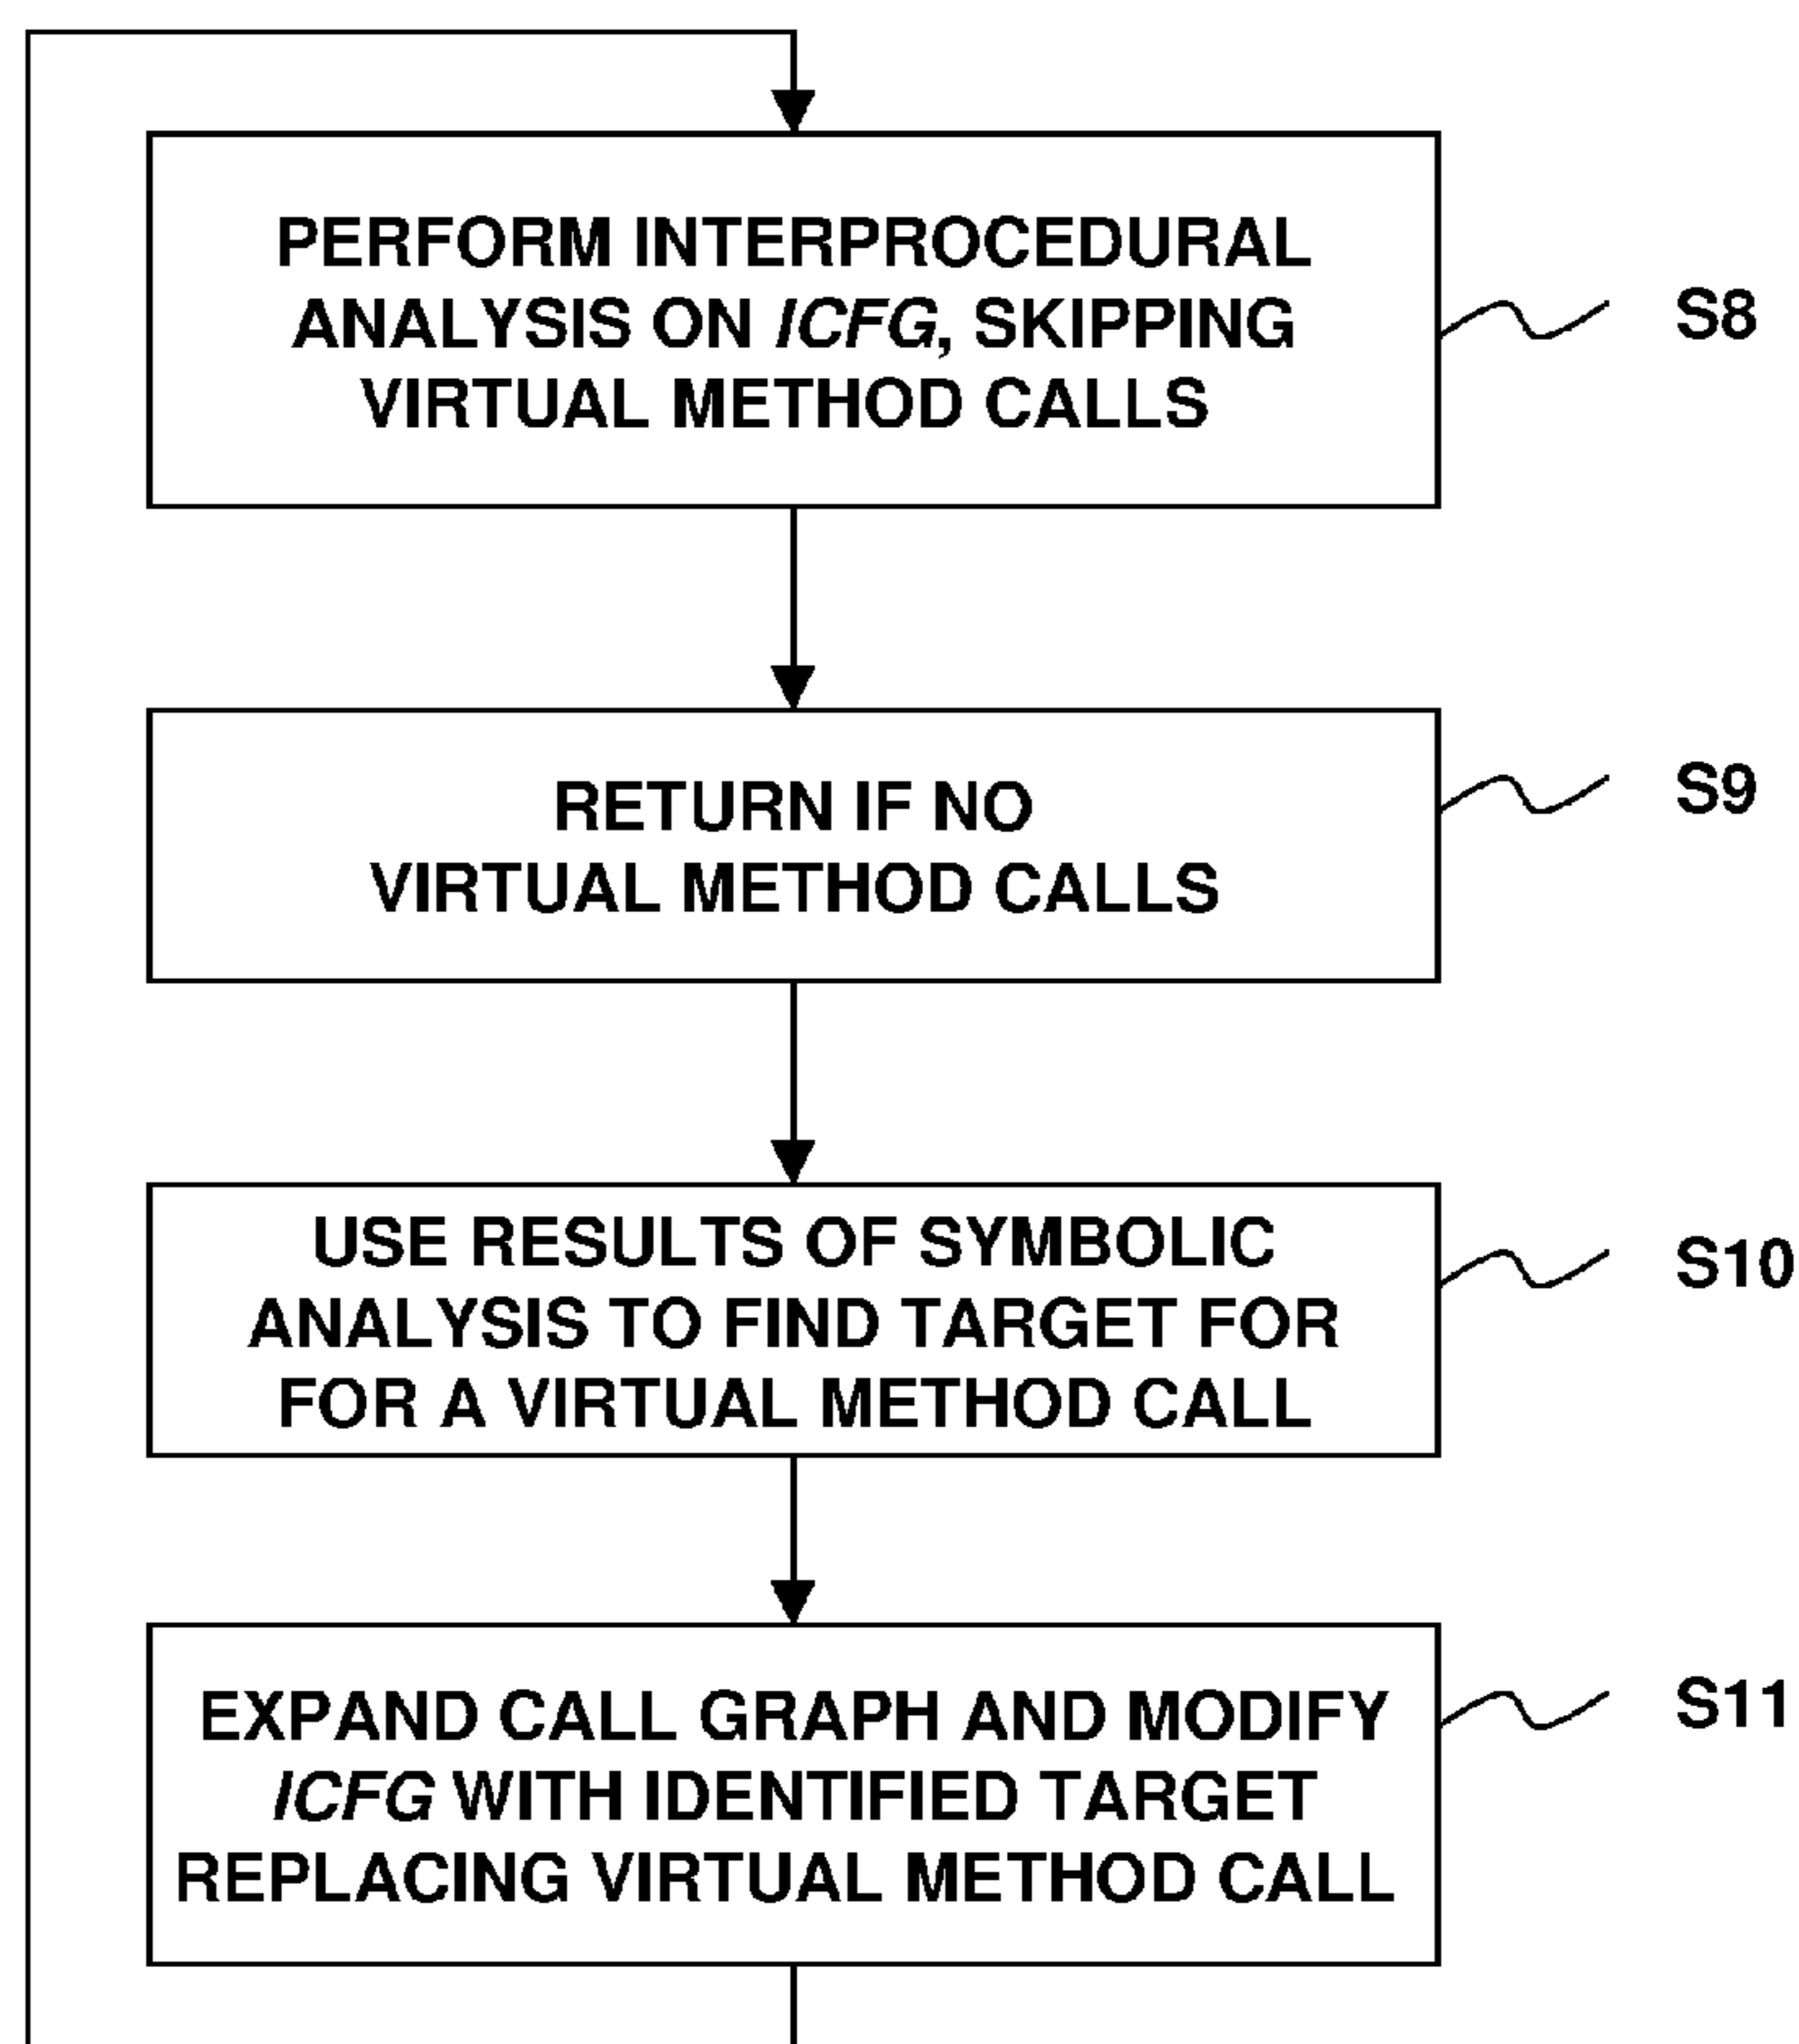 PERFORM INTERPROCEDURAL
ANALYSIS ON ICFG, SKIPPING
VIRTUAL METHOD CALLS
S8
RETURN IF NO
VIRTUAL METHOD CALLS
S9
USE RESULTS OF SYMBOLIC
ANALYSIS TO FIND TARGET FOR
FOR A VIRTUAL METHOD CALL
S10
EXPAND CALL GRAPH AND MODIFY
ICFG WITH IDENTIFIED TARGET
REPLACING VIRTUAL METHOD CALL
S11